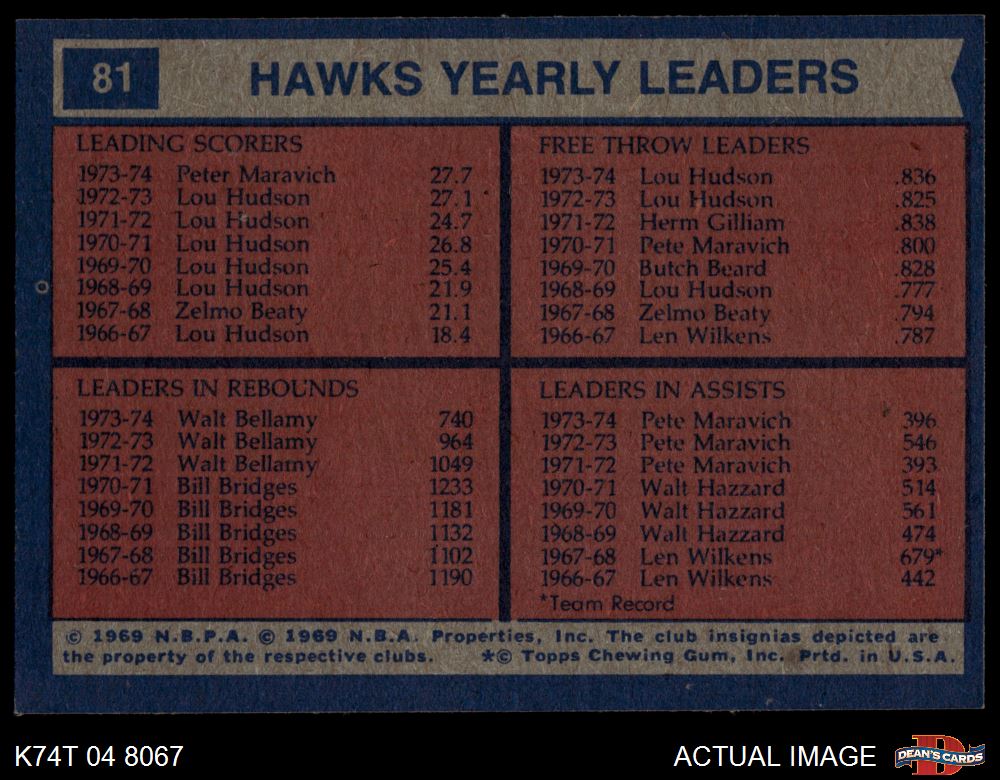 81 HAWKS YEARLY LEADERS
LEADING SCORERS
1973-74 Peter Maravich 27.7
1972-73 Lou Hudson 27.1
1971-72 Lou Hudson 24.7
1970-71 Lou Hudson 26.8
1969-70 Lou Hudson 25.4
1968-69 Lou Hudson 21.9
1967-68 Zelmo Beaty 21.1
1966-67 Lou Hudson 18.4
FREE THROW LEADERS
1973-74 Lou Hudson .836
1972-73 Lou Hudson .825
1971-72 Herm Gilliam .838
1970-71 Pete Maravich .800
1969-70 Butch Beard .828
1968-69 Lou Hudson .777
1967-68 Zelmo Beaty .794
1966-67 Len Wilkens .787
LEADERS IN REBOUNDS
1973-74 Walt Bellamy 740
1972-73 Walt Bellamy 964
1971-72 Walt Bellamy 1049
1970-71 Bill Bridges 1233
1969-70 Bill Bridges 1181
1968-69 Bill Bridges 1132
1967-68 Bill Bridges 1102
1966-67 Bill Bridges 1190
LEADERS IN ASSISTS
1973-74 Pete Maravich 396
1972-73 Pete Maravich 546
1971-72 Pete Maravich 393
1970-71 Walt Hazzard 514
1969-70 Walt Hazzard 561
1968-69 Walt Hazzard 474
1967-68 Len Wilkens 679*
1966-67 Len Wilkens 442
*Team Record
© 1969 N.B.P.A. © 1969 N.B.A. Properties, Inc. The club insignias depicted are
the property of the respective clubs. *© Topps Chewing Gum, Inc. Prtd. in U.S.A.
K74T 04 8067 ACTUAL IMAGE DEAN'S CARDS